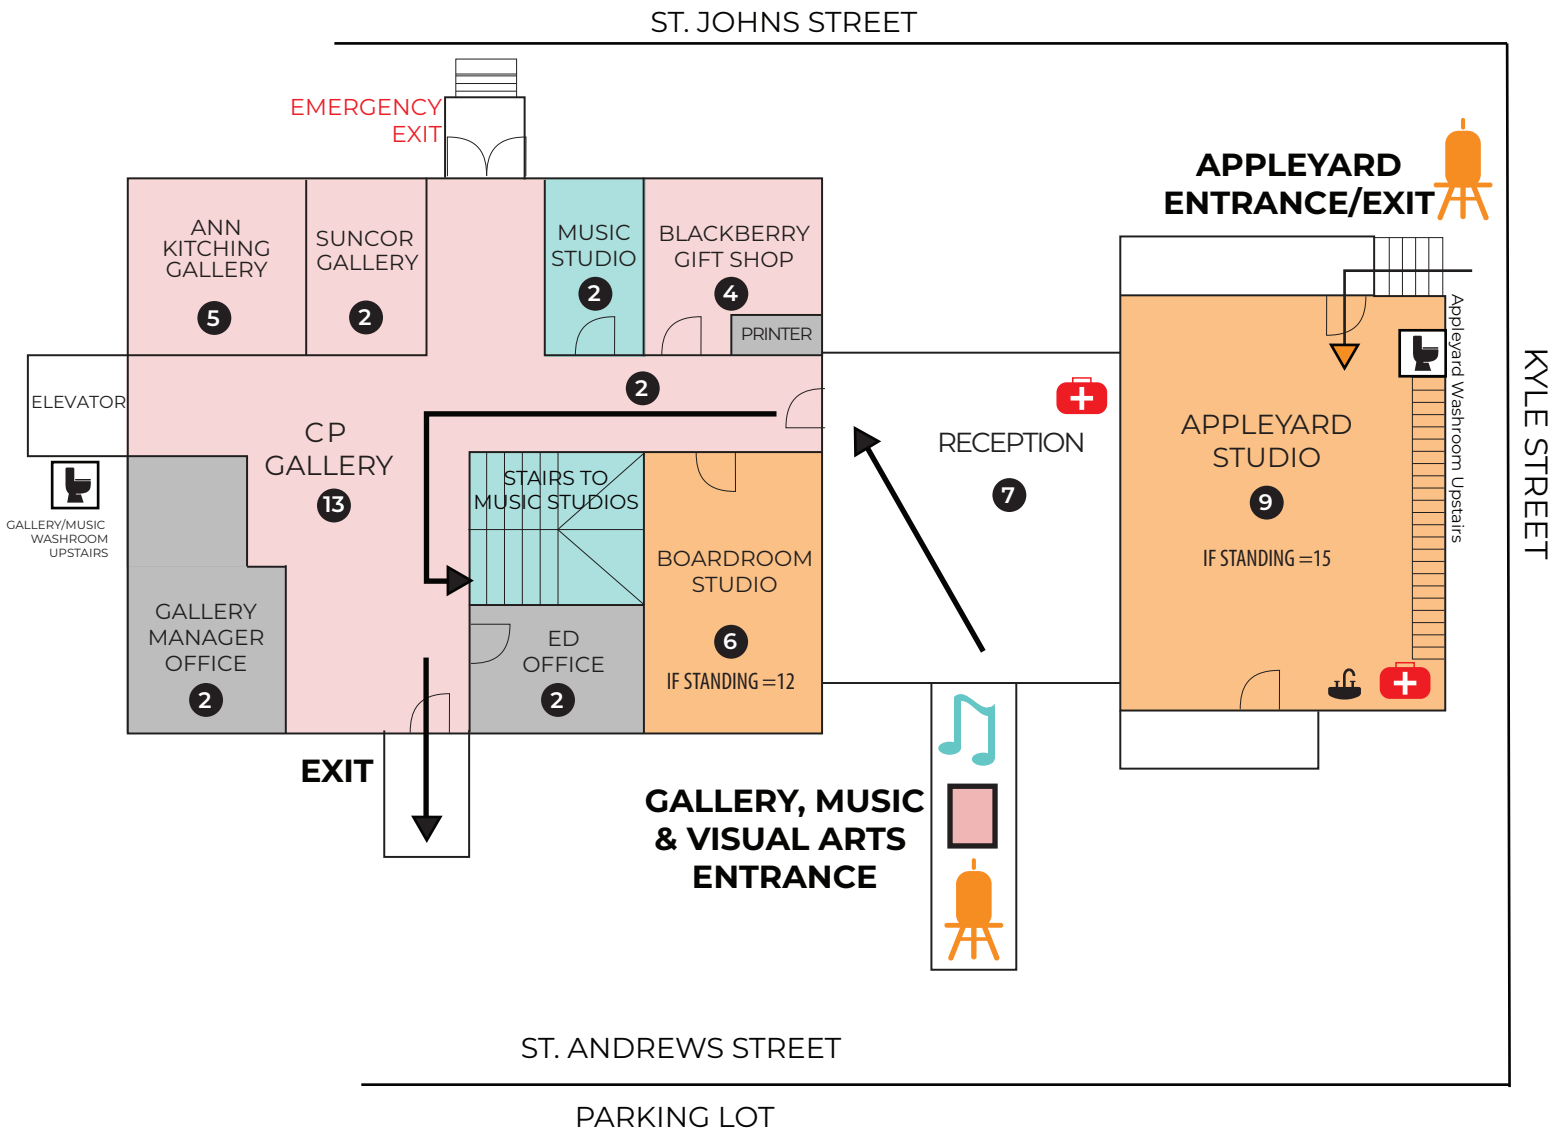 ST. JOHNS STREET
EMERGENCY
EXIT
APPLEYARD
ENTRANCE/EXIT
ANN
KITCHING
GALLERY
5
SUNCOR
GALLERY
2
MUSIC
STUDIO
2
BLACKBERRY
GIFT SHOP
4
PRINTER
ELEVATOR
GALLERY/MUSIC
WASHROOM
UPSTAIRS
CP
GALLERY
13
2
STAIRS TO
MUSIC STUDIOS
BOARDROOM
STUDIO
6
IF STANDING =12
GALLERY
MANAGER
OFFICE
2
ED
OFFICE
2
RECEPTION
7
APPLEYARD
STUDIO
9
IF STANDING =15
Appleyard Washroom Upstairs
KYLE STREET
EXIT
GALLERY, MUSIC
& VISUAL ARTS
ENTRANCE
ST. ANDREWS STREET
PARKING LOT